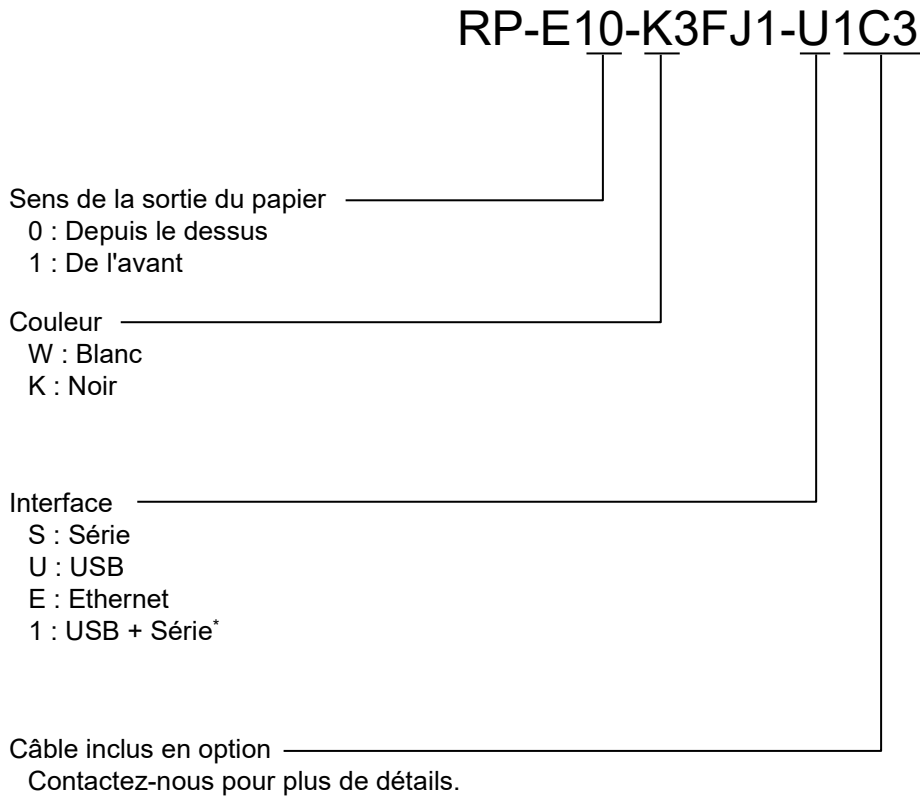 RP-E10-K3FJ1-U1C3
Sens de la sortie du papier
0 : Depuis le dessus
1 : De l'avant
Couleur
W : Blanc
K : Noir
Interface
S : Série
U : USB
E : Ethernet
1 : USB + Série*
Câble inclus en option
Contactez-nous pour plus de détails.